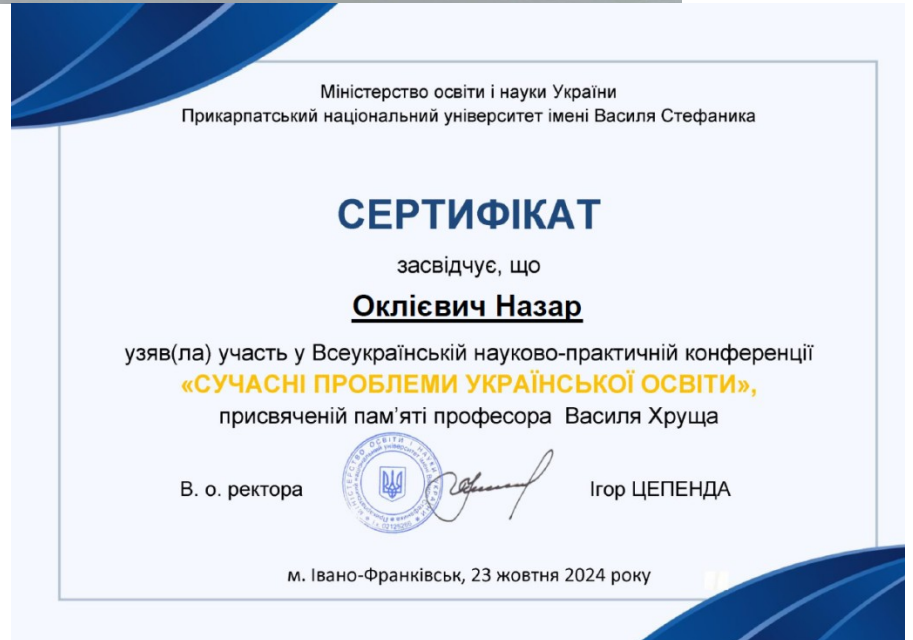 Міністерство освіти і науки України
Прикарпатський національний університет імені Василя Стефаника
СЕРТИФІКАТ
засвідчує, що
Оклієвич Назар
узяв(ла) участь у Всеукраїнській науково-практичній конференції
«СУЧАСНІ ПРОБЛЕМИ УКРАЇНСЬКОЇ ОСВІТИ»,
присвяченій пам’яті професора Василя Хруща
В. о. ректора
Ігор ЦЕПЕНДА
м. Івано-Франківськ, 23 жовтня 2024 року